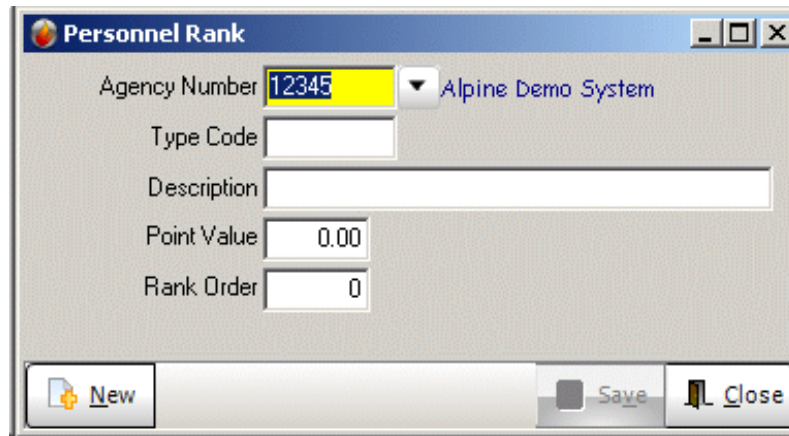 Personnel Rank
Agency Number 12345 Alpine Demo System
Type Code
Description
Point Value 0.00
Rank Order 0
New Save Close